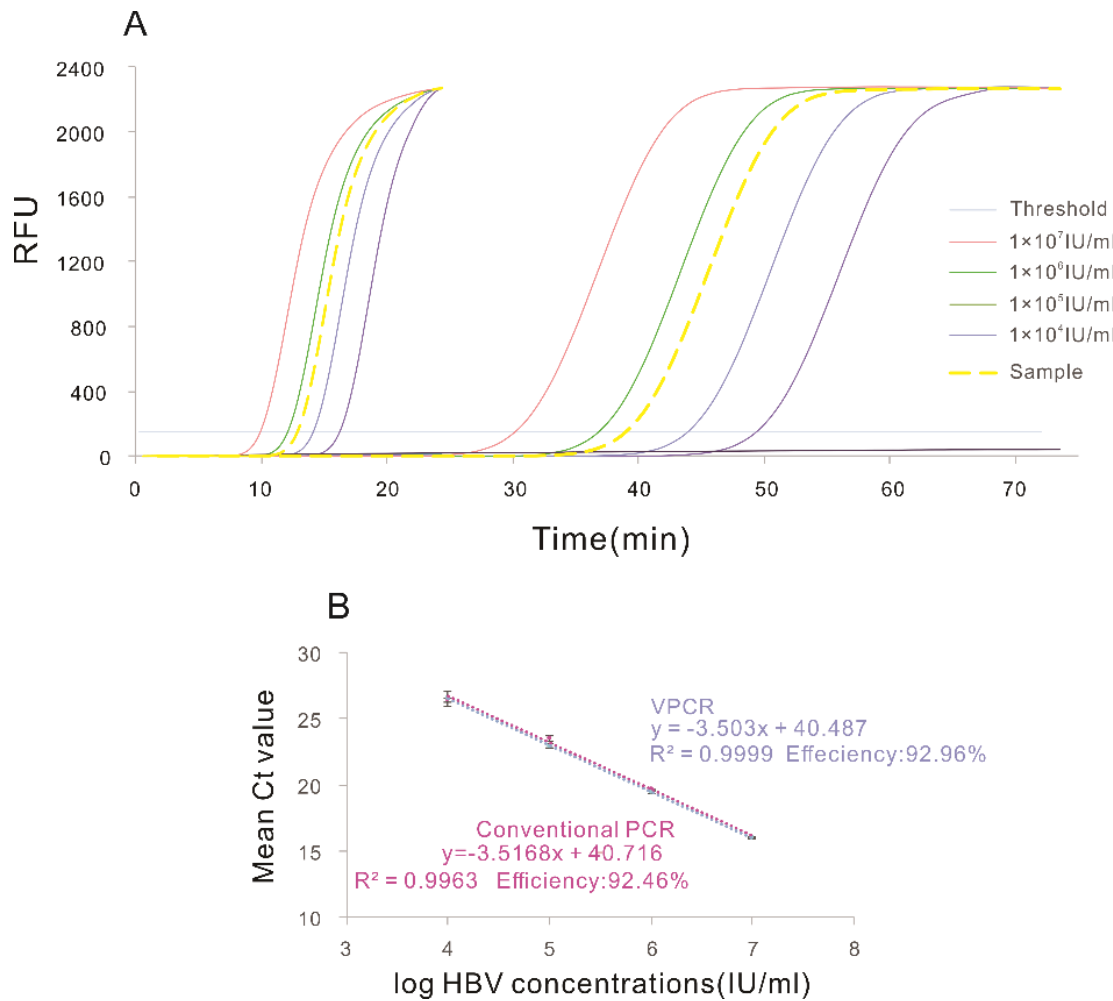 A
2400
2000
1600
1200
800
400
0
RFU
0 10 20 30 40 50 60 70
Time(min)
Threshold
1×10⁷IU/ml
1×10⁶IU/ml
1×10⁵IU/ml
1×10⁴IU/ml
Sample
B
30
25
20
15
10
Mean Ct value
VPCR
y = -3.503x + 40.487
R² = 0.9999 Effeciency:92.96%
Conventional PCR
y=-3.5168x + 40.716
R² = 0.9963 Efficiency:92.46%
3 4 5 6 7 8
log HBV concentrations(IU/ml)